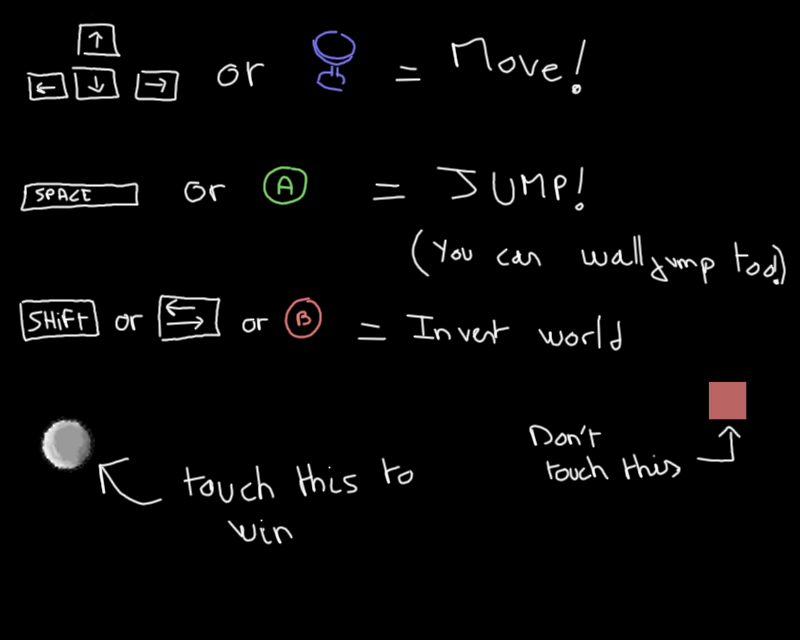 or = Move!
SPACE or A = JUMP!
(You can walljump too!)
SHiFt or or B = Invert world
touch this to
win
Don't
touch this